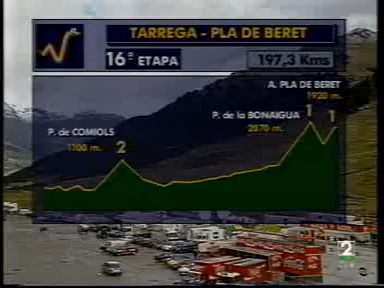 TARREGA - PLA DE BERET
16ª ETAPA
197,3 Kms
A. PLA DE BERET
1920 m.
P. de la BONAIGUA
2070 m.
1
1
P. de COMIOLS
1100 m.
2
2